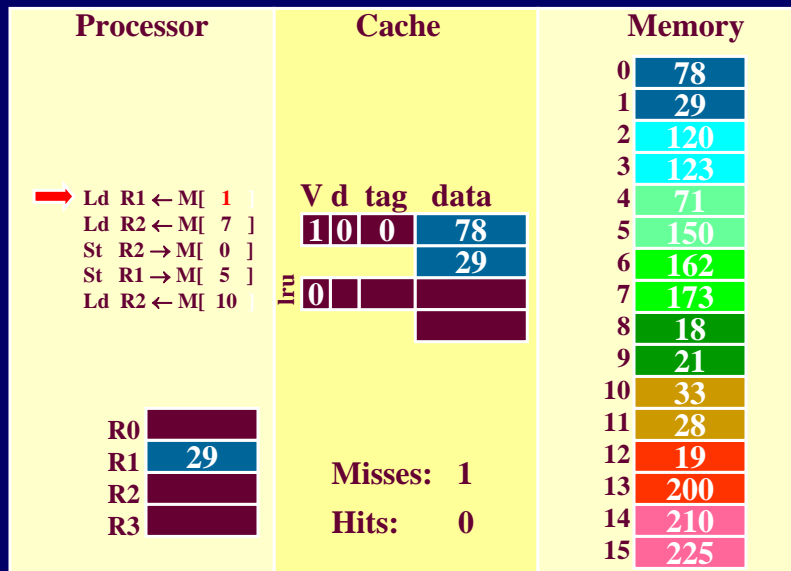 Processor
Ld R1 ← M[ 1 ]
Ld R2 ← M[ 7 ]
St R2 → M[ 0 ]
St R1 → M[ 5 ]
Ld R2 ← M[ 10 ]
R0
R1 29
R2
R3
Cache
V d tag data
1 0 0 78
29
lru 0
Misses: 1
Hits: 0
Memory
0 78
1 29
2 120
3 123
4 71
5 150
6 162
7 173
8 18
9 21
10 33
11 28
12 19
13 200
14 210
15 225